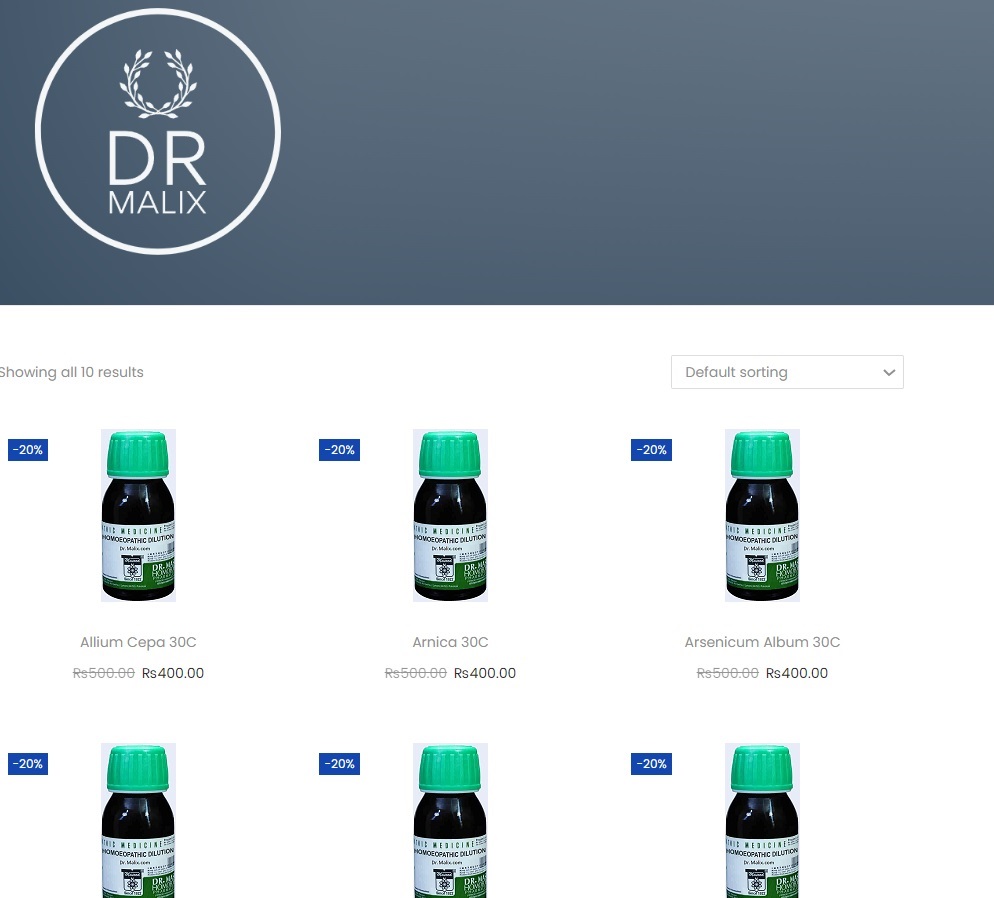 DR
MALIX
Showing all 10 results
Default sorting
-20%
-20%
-20%
THIC MEDICINE
HOMOEOPATHIC DILUTION
Dr. Malix.com
DR. MA
THIC MEDICINE
HOMOEOPATHIC DILUTION
Dr. Malix.com
DR. MA
THIC MEDICINE
HOMOEOPATHIC DILUTION
Dr. Malix.com
DR. MA
Allium Cepa 30C
Arnica 30C
Arsenicum Album 30C
₨500.00 ₨400.00
₨500.00 ₨400.00
₨500.00 ₨400.00
-20%
-20%
-20%
THIC MEDICINE
HOMOEOPATHIC DILUTION
Dr. Malix.com
DR. MA
THIC MEDICINE
HOMOEOPATHIC DILUTION
Dr. Malix.com
DR. MA
THIC MEDICINE
HOMOEOPATHIC DILUTION
Dr. Malix.com
DR. MA